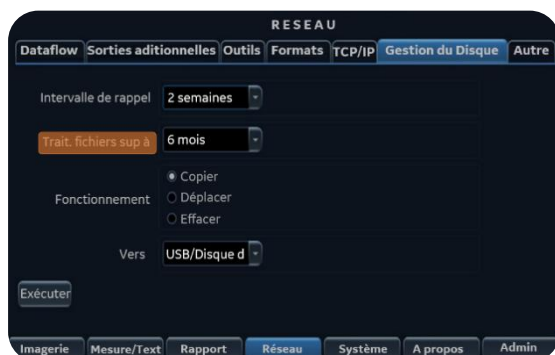 RESEAU
Dataflow Sorties aditionnelles Outils Formats TCP/IP Gestion du Disque Autre
Intervalle de rappel 2 semaines
Trait. fichiers sup à 6 mois
Copier
Fonctionnement Déplacer
Effacer
Vers USB/Disque d
Exécuter
Imagerie Mesure/Text Rapport Réseau Système A propos Admin